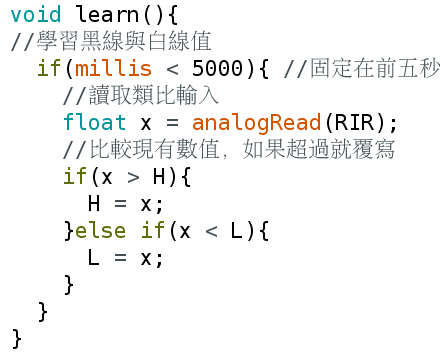 void learn(){
//學習黑線與白線值
  if(millis < 5000){ //固定在前五秒
    //讀取類比輸入
    float x = analogRead(RIR);
    //比較現有數值，如果超過就覆寫
    if(x > H){
      H = x;
    }else if(x < L){
      L = x;
    }
  }
}